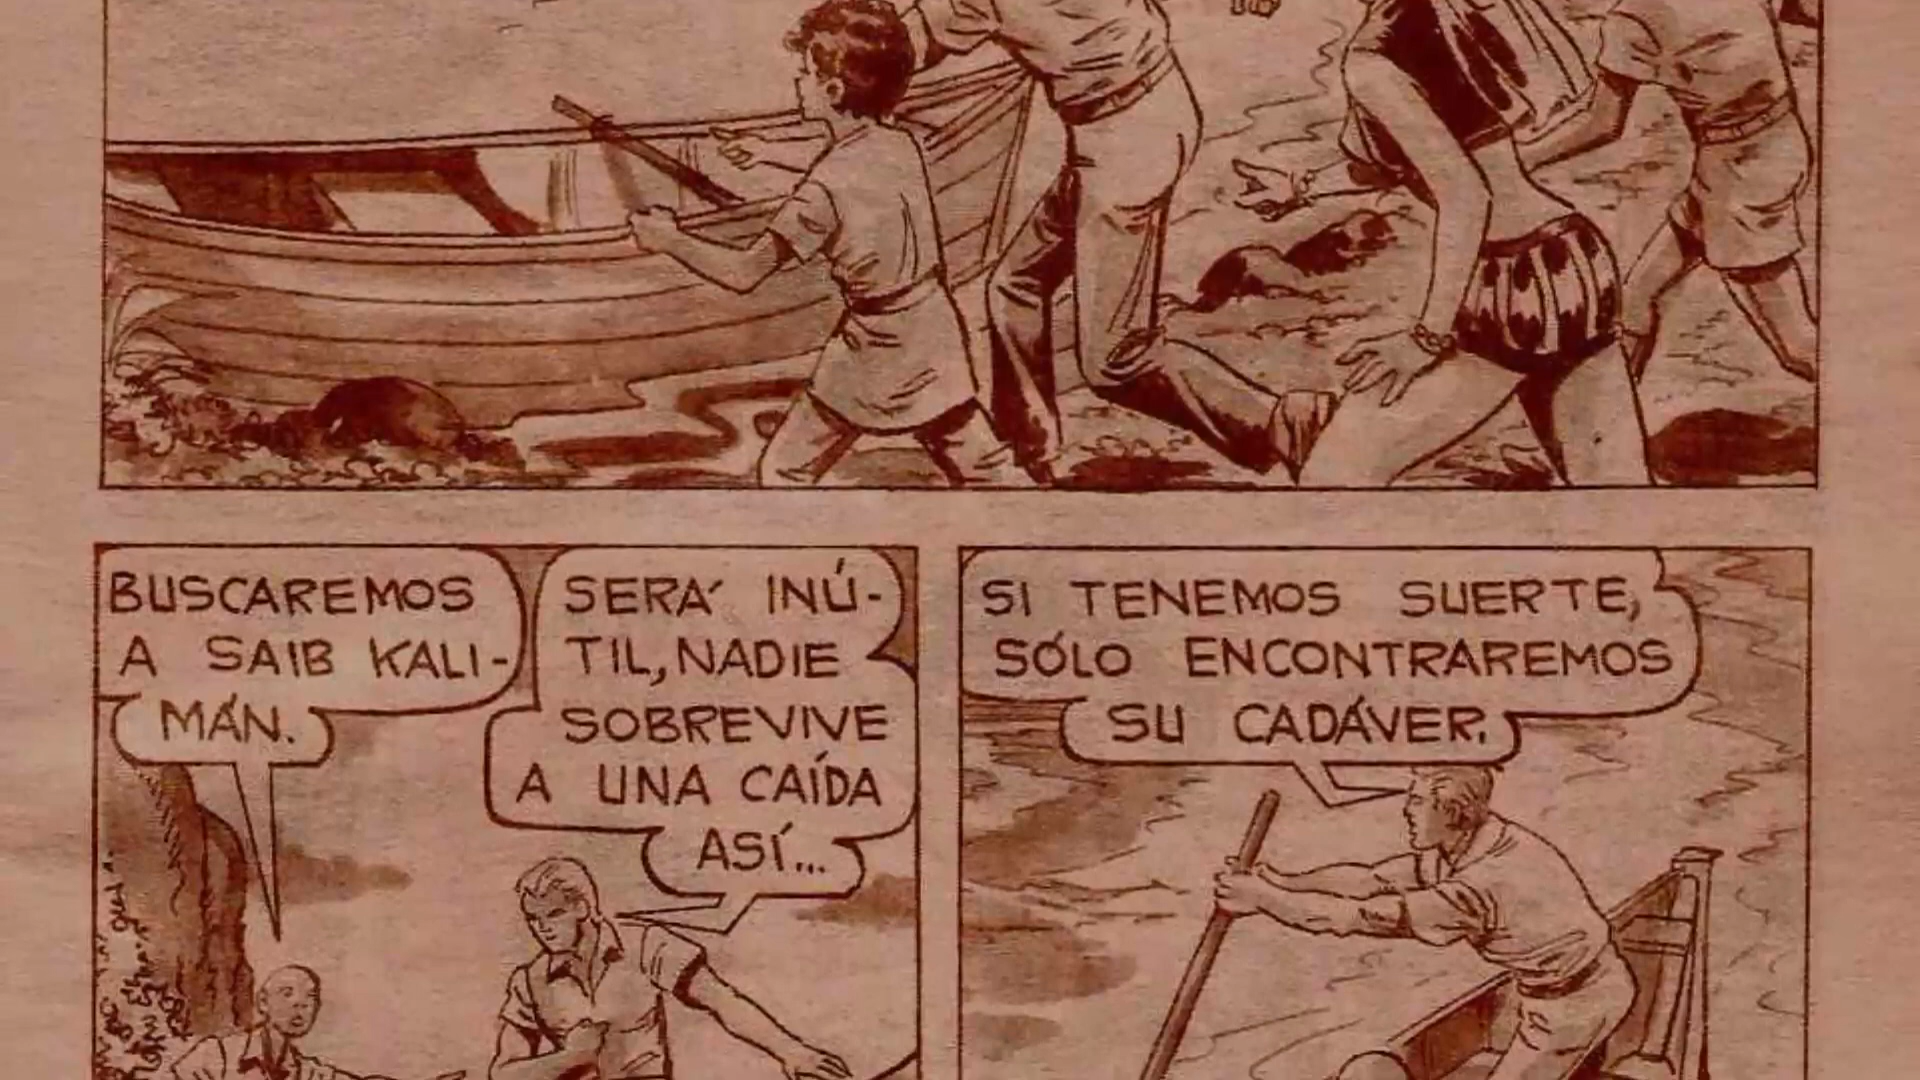 BUSCAREMOS
A SAIB KALI-
MÁN.
SERÁ INÚ-
TIL, NADIE
SOBREVIVE
A UNA CAÍDA
ASÍ...
SI TENEMOS SUERTE,
SÓLO ENCONTRAREMOS
SU CADÁVER.